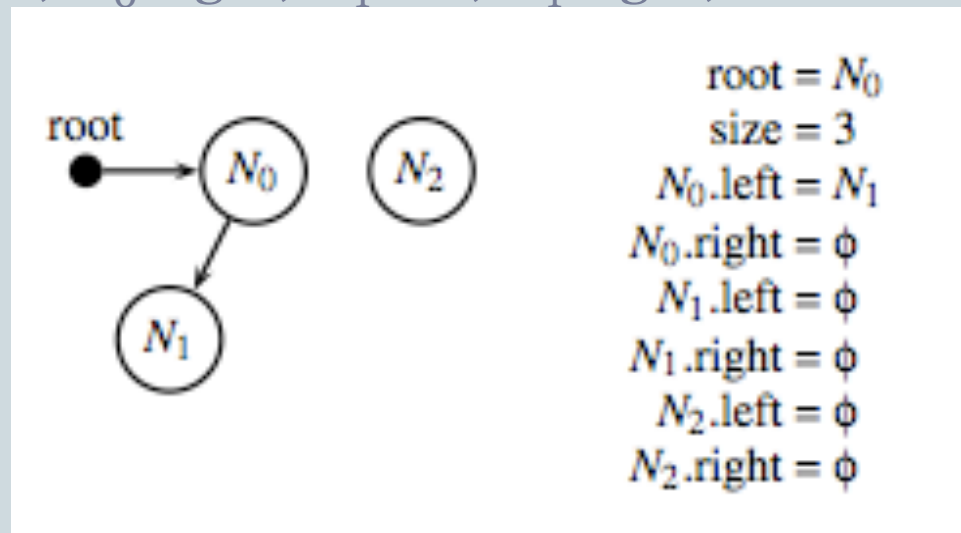 root
N₀
N₂
N₁
root = N₀
size = 3
N₀.left = N₁
N₀.right = ϕ
N₁.left = ϕ
N₁.right = ϕ
N₂.left = ϕ
N₂.right = ϕ